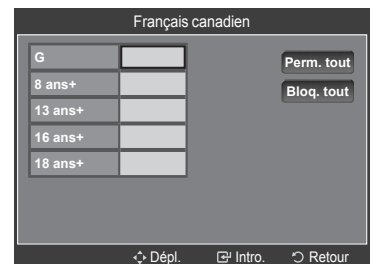 Français canadien
G
Perm. tout
8 ans+
Bloq. tout
13 ans+
16 ans+
18 ans+
Dépl. Intro. Retour